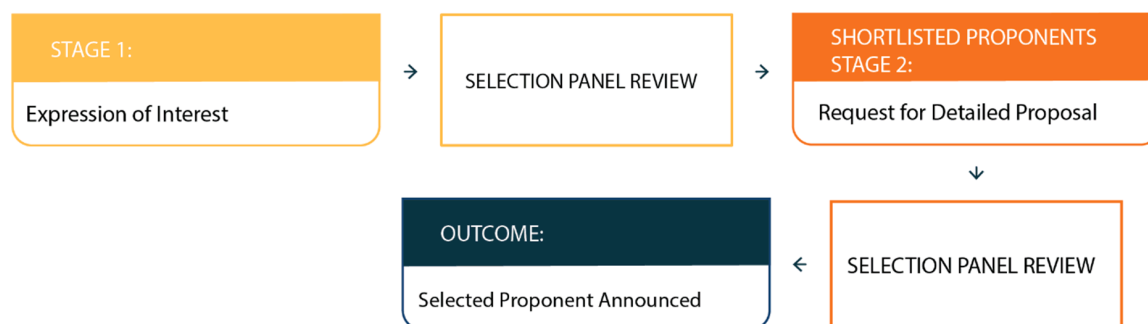 STAGE 1:
Expression of Interest
SELECTION PANEL REVIEW
SHORTLISTED PROPONENTS
STAGE 2:
Request for Detailed Proposal
SELECTION PANEL REVIEW
OUTCOME:
Selected Proponent Announced